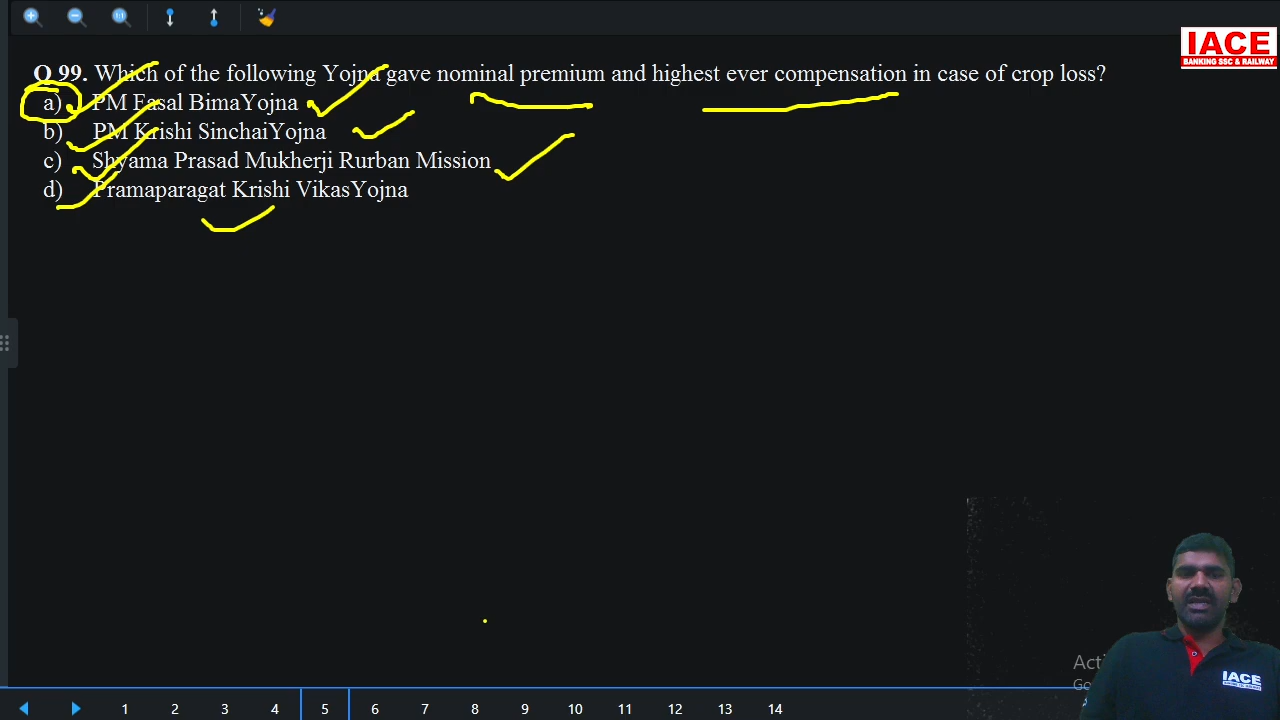 IACE
BANKING SSC & RAILWAY
Q 99. Which of the following Yojna gave nominal premium and highest ever compensation in case of crop loss?
a) PM Fasal BimaYojna
b) PM Krishi SinchaiYojna
c) Shyama Prasad Mukherji Rurban Mission
d) Pramaparagat Krishi VikasYojna
Acti
Go
IACE
1 2 3 4 5 6 7 8 9 10 11 12 13 14